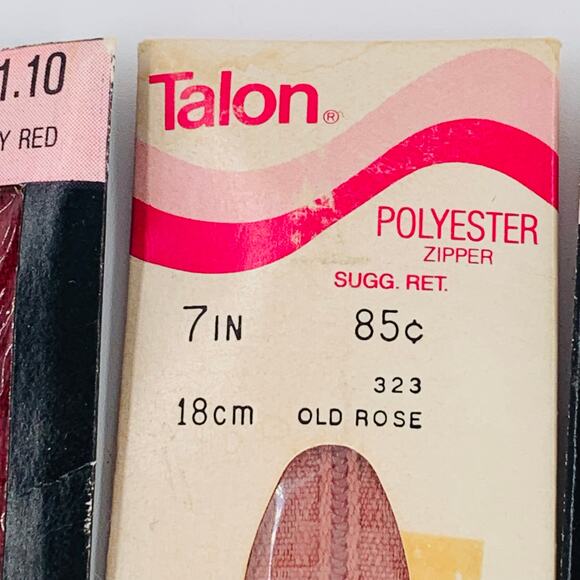 1.10
Y RED
Talon®
POLYESTER
ZIPPER
SUGG. RET.
7IN 85¢
323
18cm OLD ROSE